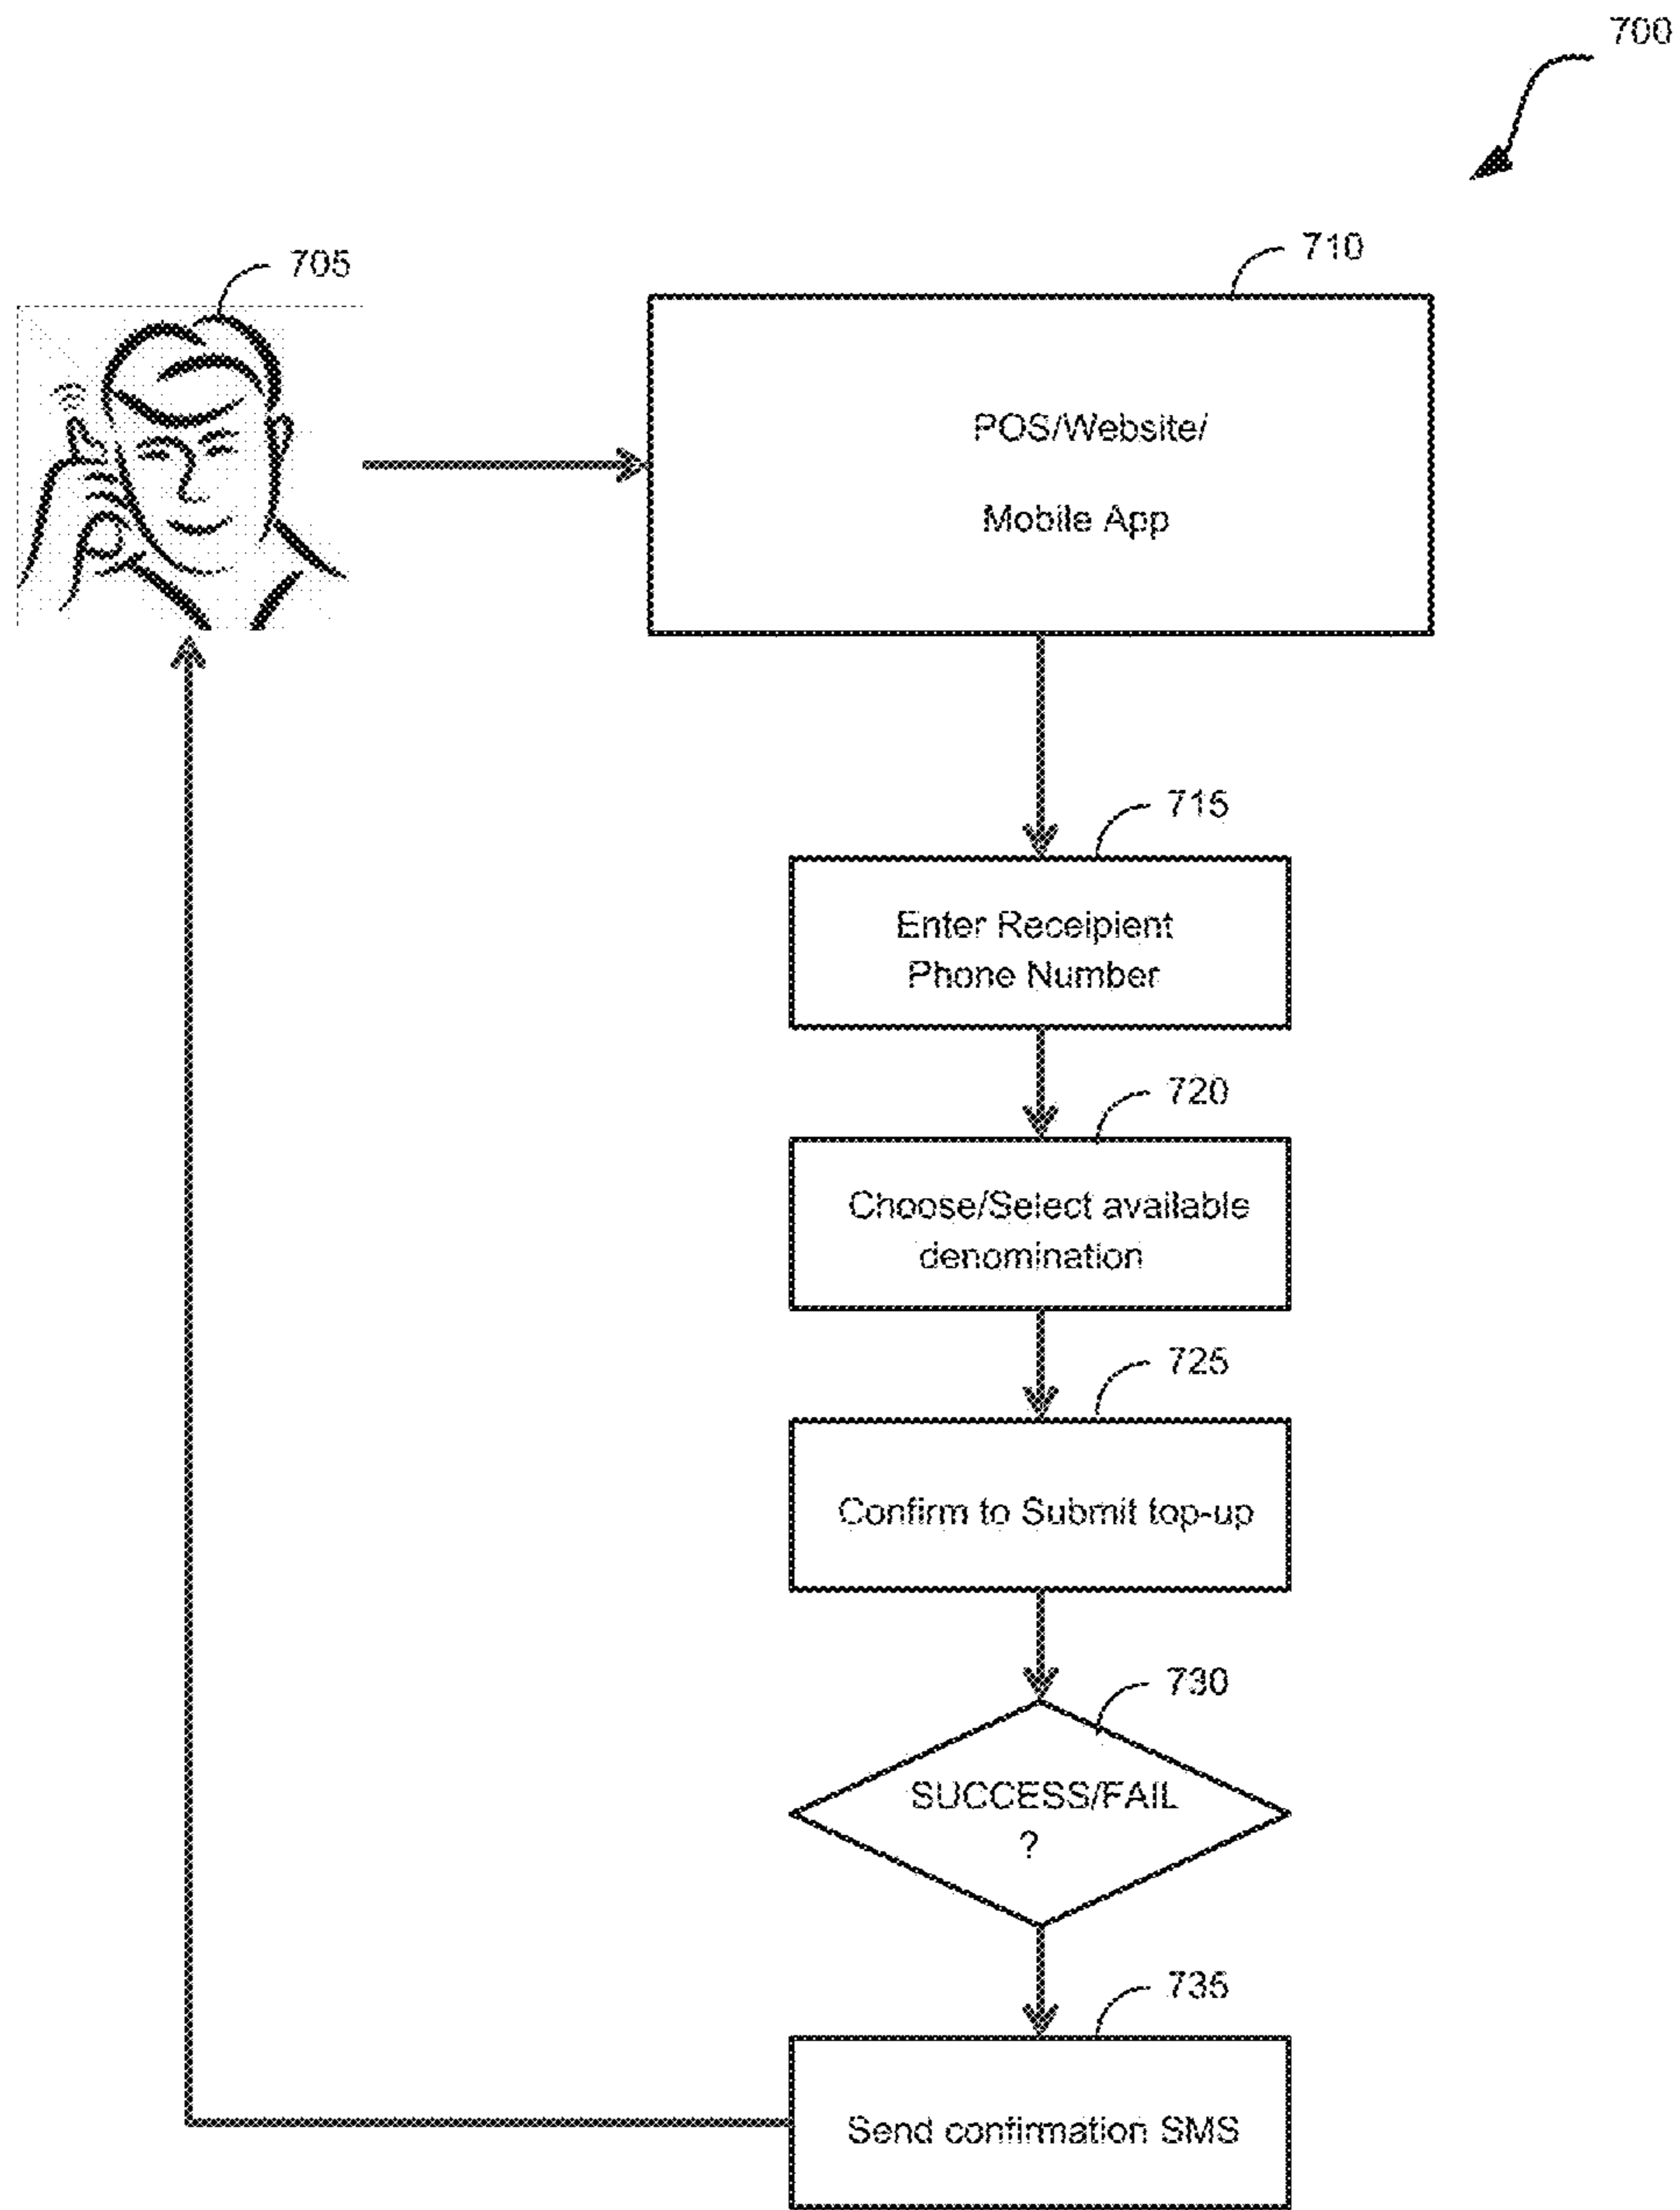 700
705
710
POS/Website/
Mobile App
715
Enter Receipient
Phone Number
720
Choose/Select available
denomination
725
Confirm to Submit top-up
730
SUCCESS/FAIL
?
735
Send confirmation SMS